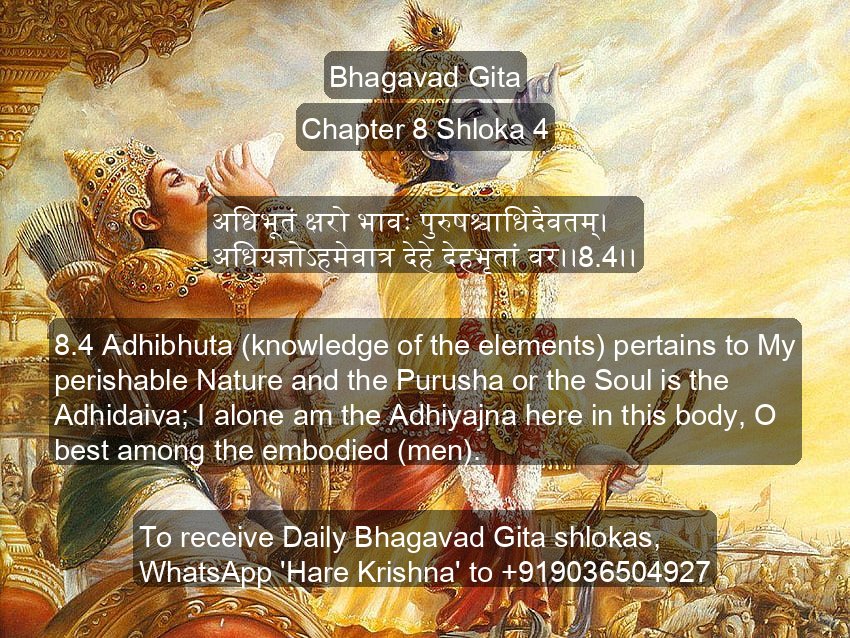 Bhagavad Gita
Chapter 8 Shloka 4
अधिभूतं क्षरो भावः पुरुषश्चाधिदैवतम्।
अधियज्ञोऽहमेवात्र देहे देहभृतां वर।।8.4।।
8.4 Adhibhuta (knowledge of the elements) pertains to My
perishable Nature and the Purusha or the Soul is the
Adhidaiva; I alone am the Adhiyajna here in this body, O
best among the embodied (men).
To receive Daily Bhagavad Gita shlokas,
WhatsApp 'Hare Krishna' to +919036504927